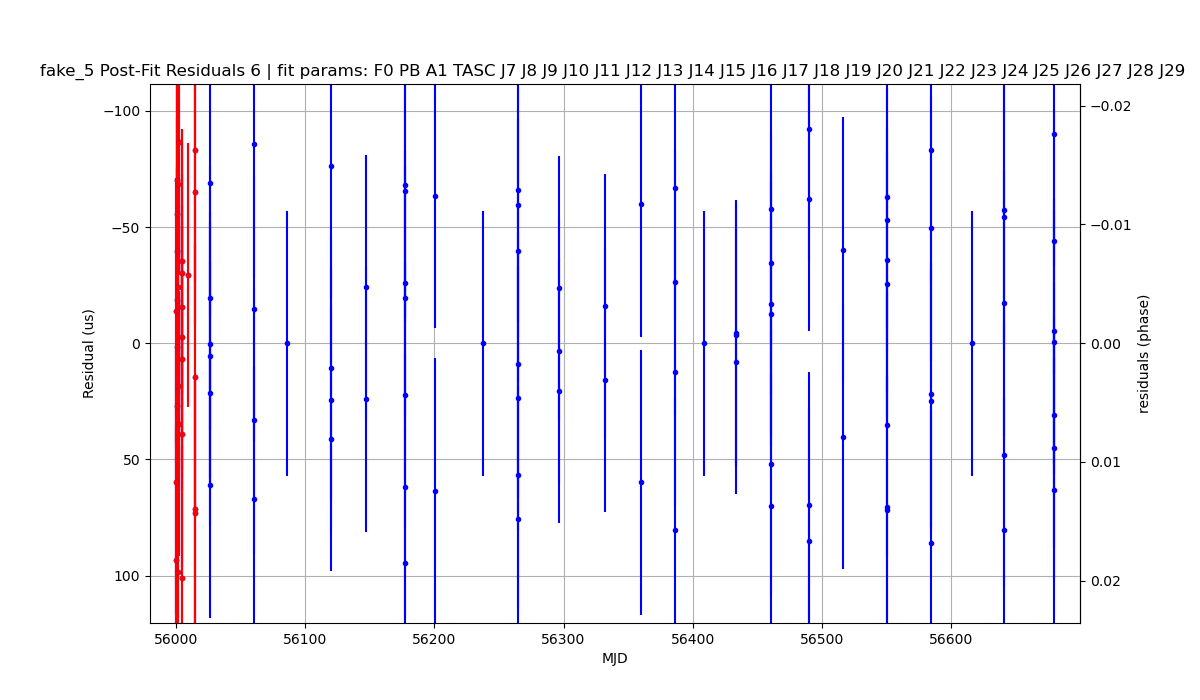 fake_5 Post-Fit Residuals 6 | fit params: F0 PB A1 TASC J7 J8 J9 J10 J11 J12 J13 J14 J15 J16 J17 J18 J19 J20 J21 J22 J23 J24 J25 J26 J27 J28 J29
−100
−50
0
50
100
Residual (us)
−0.02
−0.01
0.00
0.01
0.02
residuals (phase)
56000 56100 56200 56300 56400 56500 56600
MJD